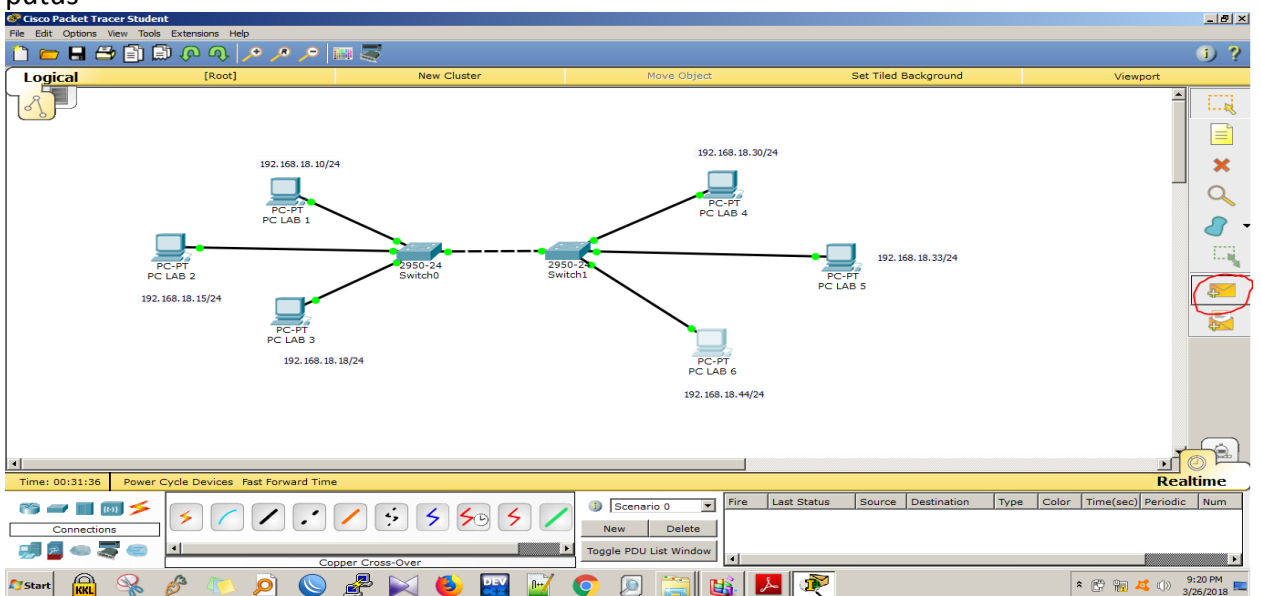 putus
Cisco Packet Tracer Student
File Edit Options View Tools Extensions Help
Logical [Root] New Cluster Move Object Set Tiled Background Viewport
192.168.18.10/24
PC-PT
PC LAB 1
192.168.18.30/24
PC-PT
PC LAB 4
PC-PT
PC LAB 2
192.168.18.15/24
2950-24
Switch0
2950-24
Switch1
192.168.18.33/24
PC-PT
PC LAB 5
PC-PT
PC LAB 3
192.168.18.18/24
PC-PT
PC LAB 6
192.168.18.44/24
Time: 00:31:36 Power Cycle Devices Fast Forward Time Realtime
Connections
Copper Cross-Over
Scenario 0
New Delete
Toggle PDU List Window
Fire Last Status Source Destination Type Color Time(sec) Periodic Num
Start KKL DEV 9:20 PM
3/26/2018